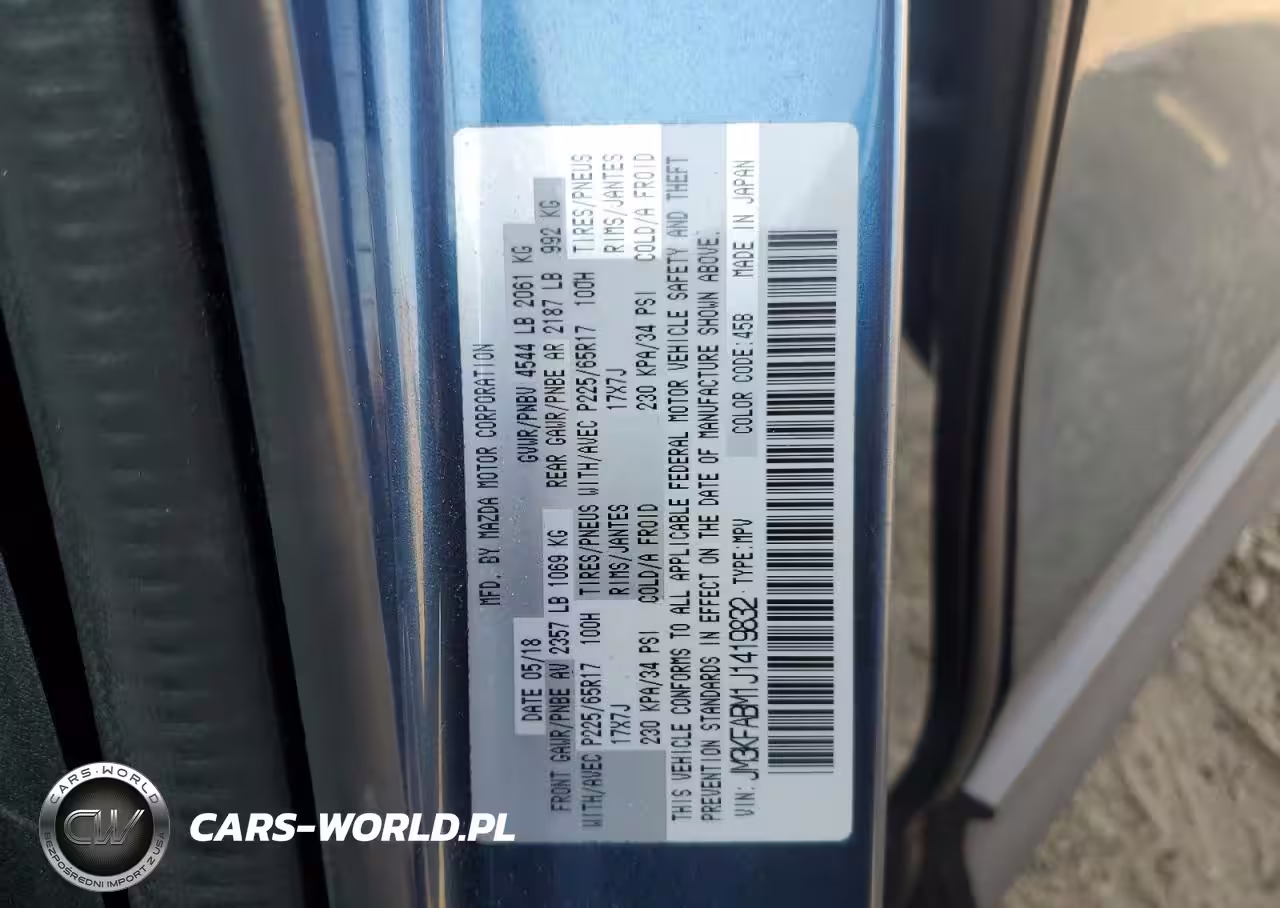 MFD. BY MAZDA MOTOR CORPORATION
DATE 05/18 GVWR/PNBV 4544 LB 2061 KG
FRONT GAWR/PNBE AV 2357 LB 1069 KG REAR GAWR/PNBE AR 2187 LB 992 KG
WITH/AVEC P225/65R17 100H TIRES/PNEUS WITH/AVEC P225/65R17 100H TIRES/PNEUS
17X7J RIMS/JANTES 17X7J RIMS/JANTES
230 KPA/34 PSI COLD/A FROID 230 KPA/34 PSI COLD/A FROID
THIS VEHICLE CONFORMS TO ALL APPLICABLE FEDERAL MOTOR VEHICLE SAFETY AND THEFT
PREVENTION STANDARDS IN EFFECT ON THE DATE OF MANUFACTURE SHOWN ABOVE.
VIN: JM3KFABM1J1419832 TYPE:MPV COLOR CODE:45B MADE IN JAPAN
CARS-WORLD
CW
BEZPOŚREDNI IMPORT Z USA
CARS-WORLD.PL